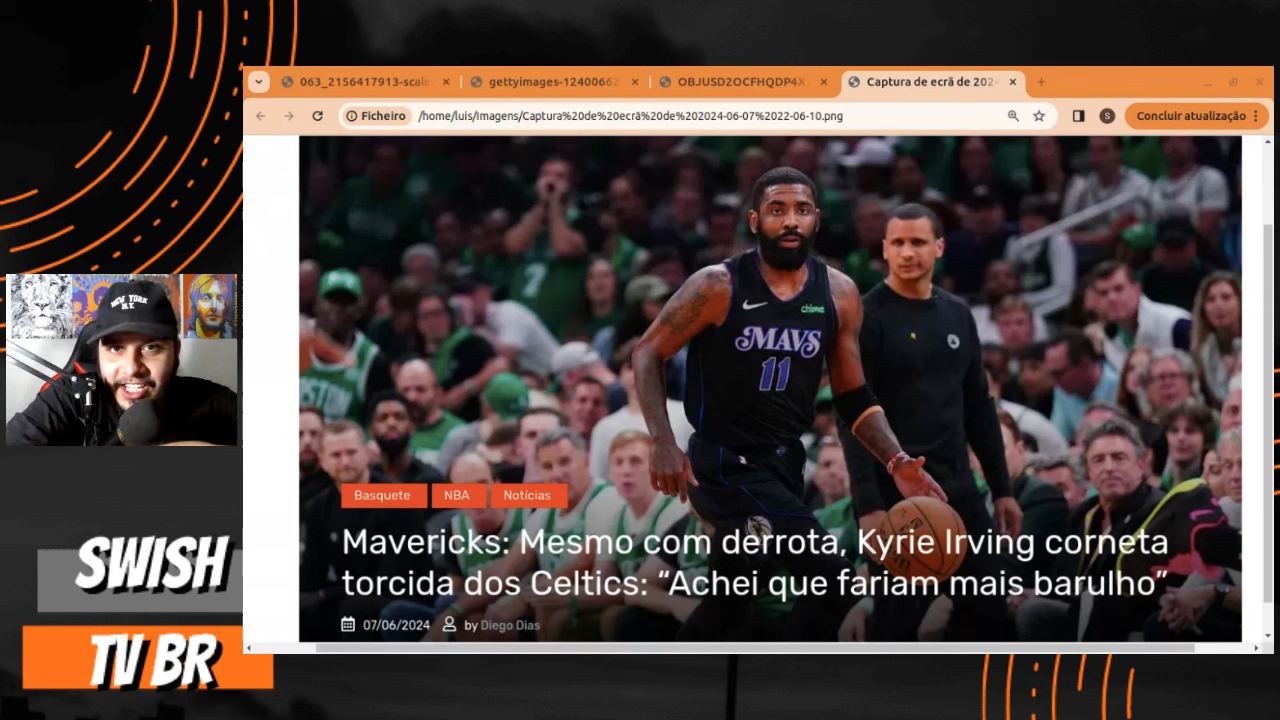 063_2156417913-scale
gettyimages-12400662
OBJUSD2OCFHQDP4X
Captura de ecrã de 202
Ficheiro
/home/luis/Imagens/Captura%20de%20ecrã%20de%202024-06-07%2022-06-10.png
S
Concluir atualização
NEW YORK
N.Y.
7
chime
MAVS
11
Basquete
NBA
Notícias
Mavericks: Mesmo com derrota, Kyrie Irving corneta
torcida dos Celtics: “Achei que fariam mais barulho”
07/06/2024
by Diego Dias
SWISH
TV BR